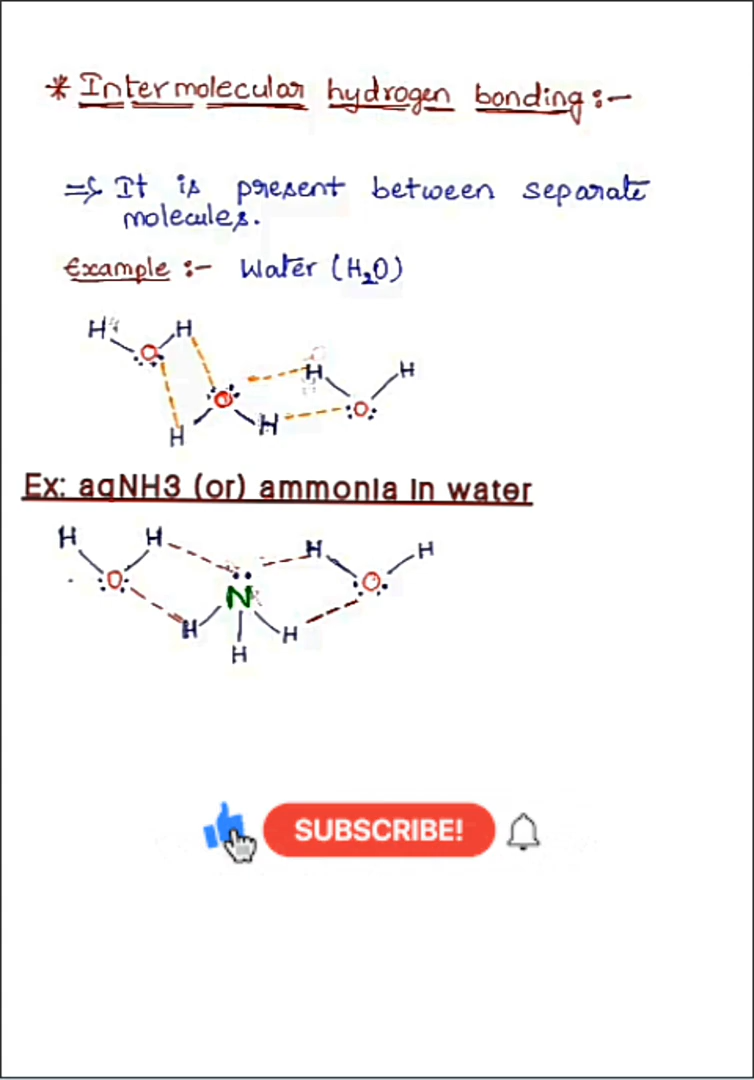 * Intermolecular hydrogen bonding :-
=> It is present between separate
molecules.
Example :- Water (H₂O)
H H H H
O O
H H
Ex: aqNH3 (or) ammonia in water
H H H H
O N O
H H
H
SUBSCRIBE!